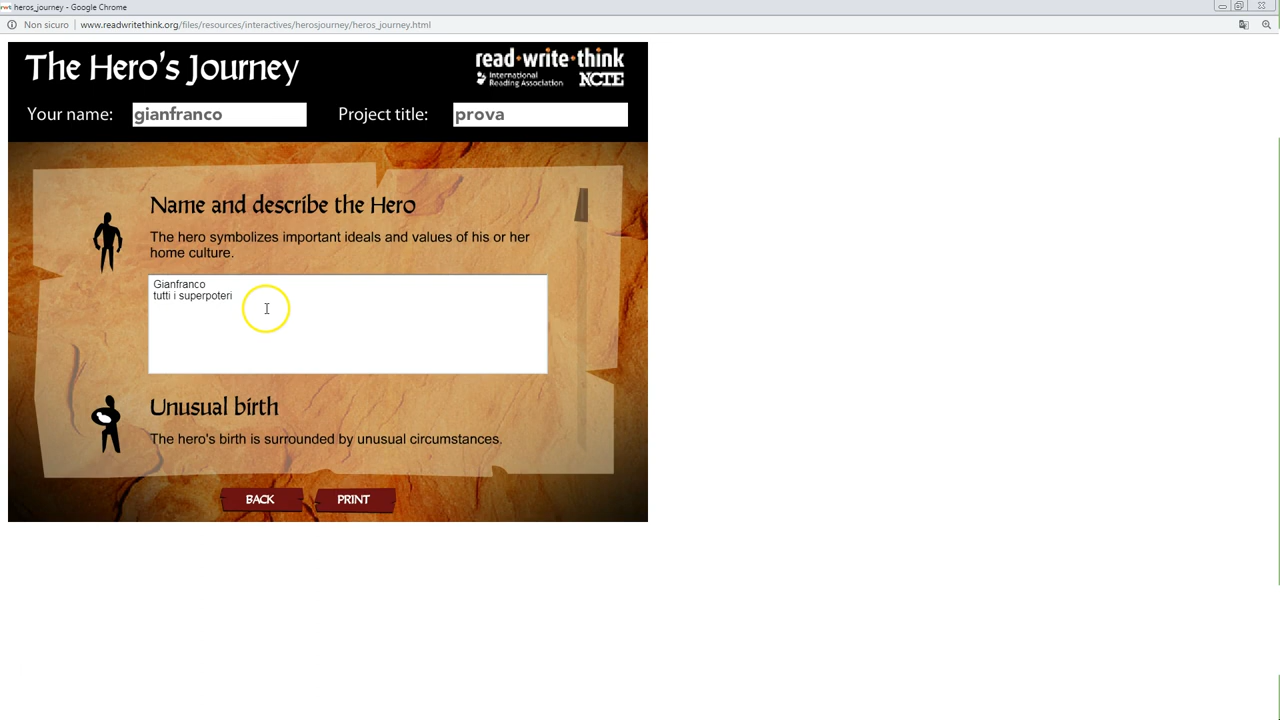 heros_journey - Google Chrome
Non sicuro | www.readwritethink.org/files/resources/interactives/herosjourney/heros_journey.html
The Hero's Journey
read·write·think
International
Reading Association
NCTE
Your name: gianfranco Project title: prova
Name and describe the Hero
The hero symbolizes important ideals and values of his or her
home culture.
Gianfranco
tutti i superpoteri
Unusual birth
The hero's birth is surrounded by unusual circumstances.
BACK PRINT